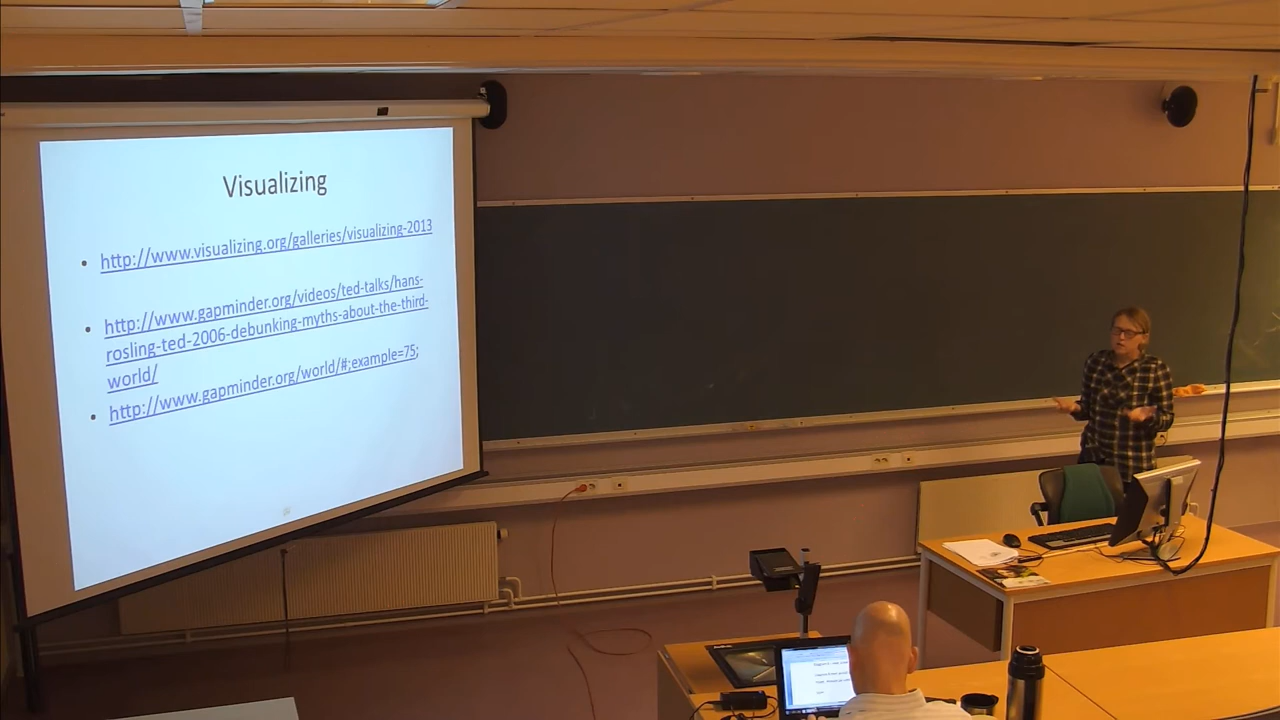 Visualizing
• http://www.visualizing.org/galleries/visualizing-2013
• http://www.gapminder.org/videos/ted-talks/hans-
rosling-ted-2006-debunking-myths-about-the-third-
world/
• http://www.gapminder.org/world/#;example=75;